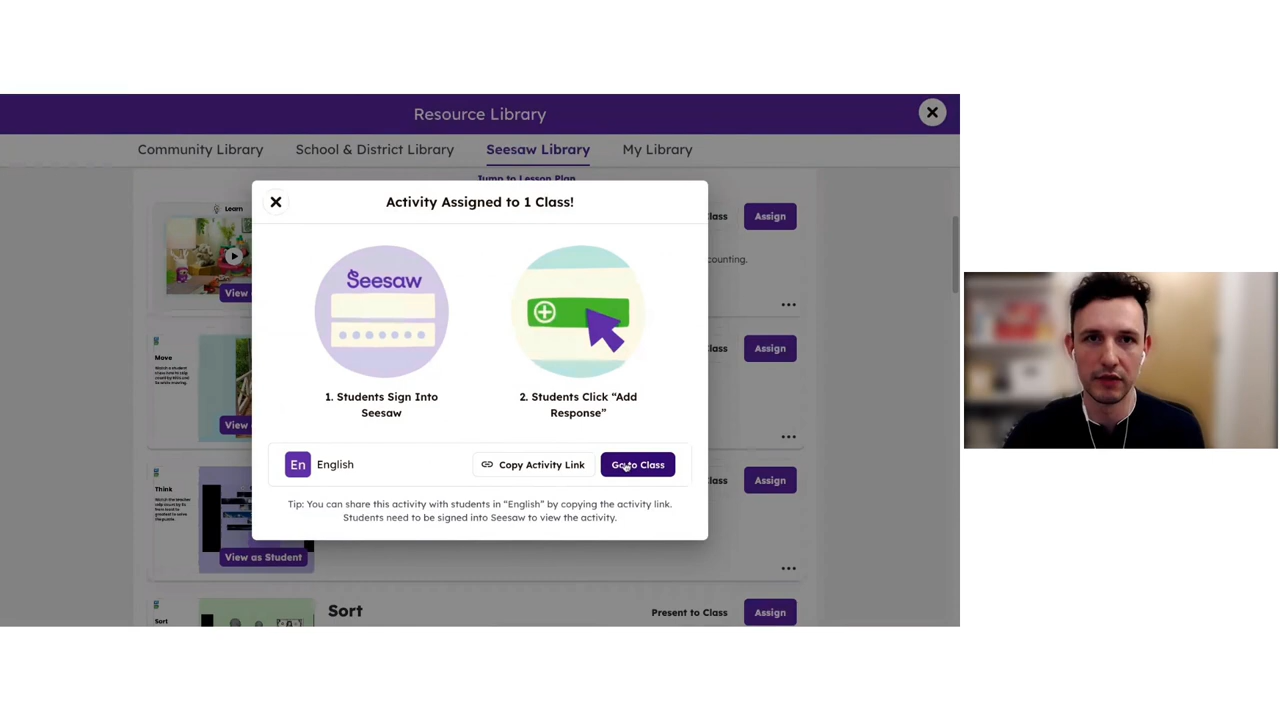 Resource Library
Community Library
School & District Library
Seesaw Library
My Library
Jump to Lesson Plan
Activity Assigned to 1 Class!
Learn
lass
Assign
counting.
View
Seesaw
1. Students Sign Into
Seesaw
2. Students Click “Add
Response”
Move
lass
Assign
View
En
English
Copy Activity Link
Go to Class
Tip: You can share this activity with students in “English” by copying the activity link.
Students need to be signed into Seesaw to view the activity.
Think
lass
Assign
View as Student
Sort
Sort
Present to Class
Assign